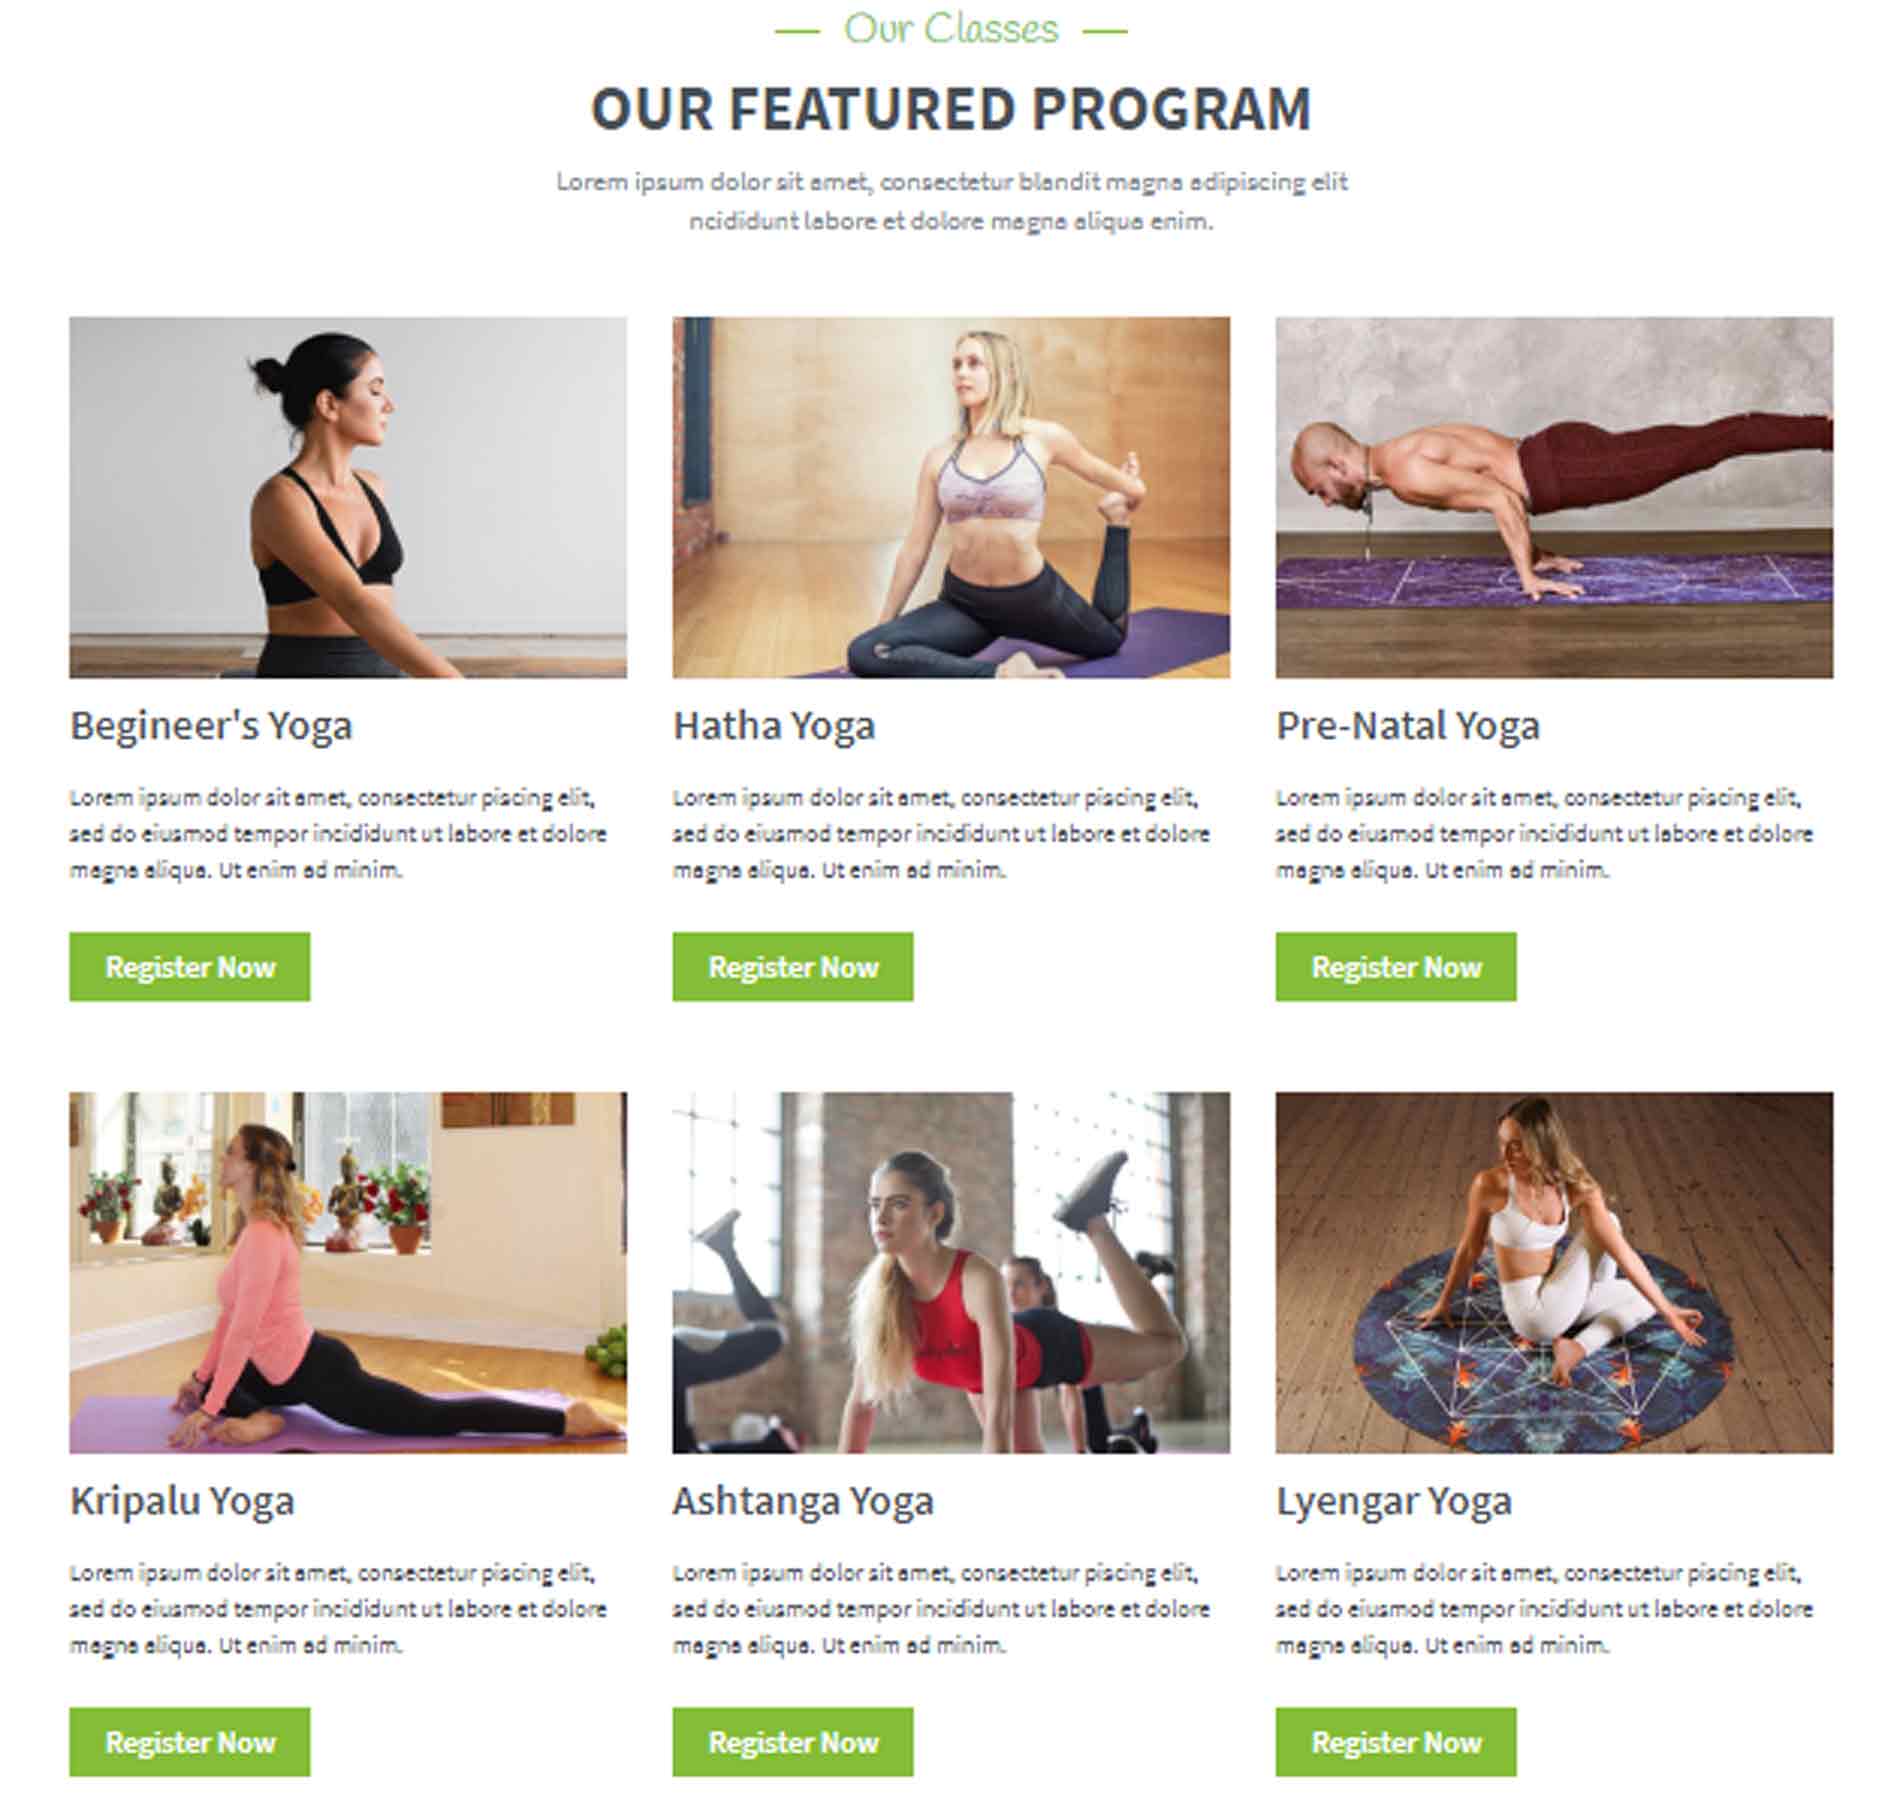 Our Classes
OUR FEATURED PROGRAM
Lorem ipsum dolor sit amet, consectetur blandit magna adipiscing elit
ncididunt labore et dolore magna aliqua enim.
Begineer's Yoga
Lorem ipsum dolor sit amet, consectetur piscing elit,
sed do eiusmod tempor incididunt ut labore et dolore
magna aliqua. Ut enim ad minim.
Register Now
Hatha Yoga
Lorem ipsum dolor sit amet, consectetur piscing elit,
sed do eiusmod tempor incididunt ut labore et dolore
magna aliqua. Ut enim ad minim.
Register Now
Pre-Natal Yoga
Lorem ipsum dolor sit amet, consectetur piscing elit,
sed do eiusmod tempor incididunt ut labore et dolore
magna aliqua. Ut enim ad minim.
Register Now
Kripalu Yoga
Lorem ipsum dolor sit amet, consectetur piscing elit,
sed do eiusmod tempor incididunt ut labore et dolore
magna aliqua. Ut enim ad minim.
Register Now
Ashtanga Yoga
Lorem ipsum dolor sit amet, consectetur piscing elit,
sed do eiusmod tempor incididunt ut labore et dolore
magna aliqua. Ut enim ad minim.
Register Now
Lyengar Yoga
Lorem ipsum dolor sit amet, consectetur piscing elit,
sed do eiusmod tempor incididunt ut labore et dolore
magna aliqua. Ut enim ad minim.
Register Now